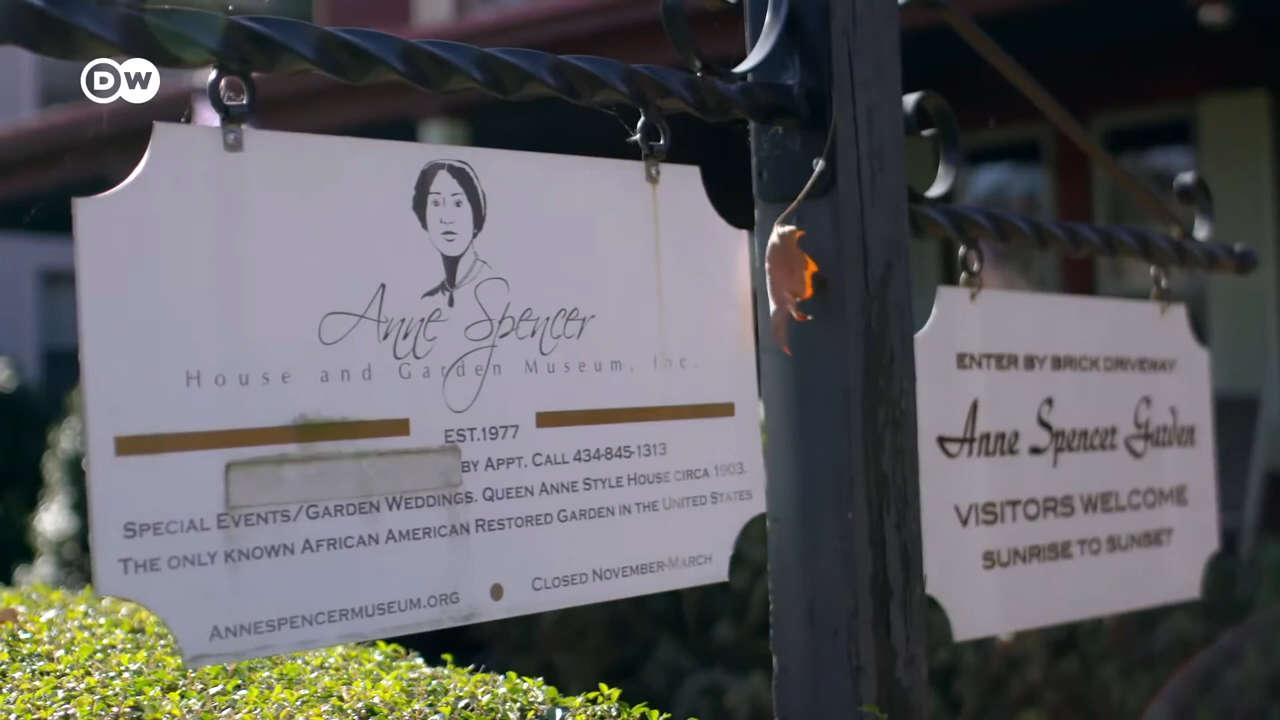 DW
Anne Spencer
House and Garden Museum, Inc.
EST.1977
BY APPT. CALL 434-845-1313
SPECIAL EVENTS/GARDEN WEDDINGS. QUEEN ANNE STYLE HOUSE CIRCA 1903.
THE ONLY KNOWN AFRICAN AMERICAN RESTORED GARDEN IN THE UNITED STATES
ANNESPENCERMUSEUM.ORG • CLOSED NOVEMBER-MARCH
ENTER BY BRICK DRIVEWAY
Anne Spencer Garden
VISITORS WELCOME
SUNRISE TO SUNSET